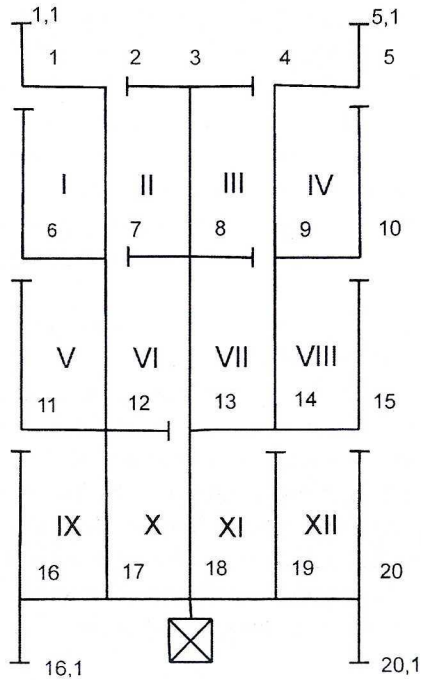 1,1 5,1
1 2 3 4 5
I II III IV
6 7 8 9 10
V VI VII VIII
11 12 13 14 15
IX X XI XII
16 17 18 19 20
16,1 20,1